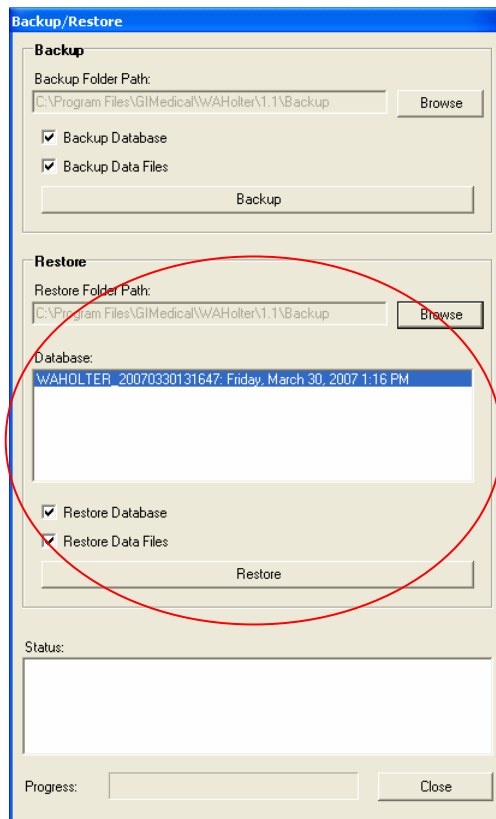 Backup/Restore
Backup
Backup Folder Path:
C:\Program Files\GIMedical\WAHolter\1.1\Backup
Browse
Backup Database
Backup Data Files
Backup
Restore
Restore Folder Path:
C:\Program Files\GIMedical\WAHolter\1.1\Backup
Browse
Database:
WAHOLTER_20070330131647: Friday, March 30, 2007 1:16 PM
Restore Database
Restore Data Files
Restore
Status:
Progress:
Close